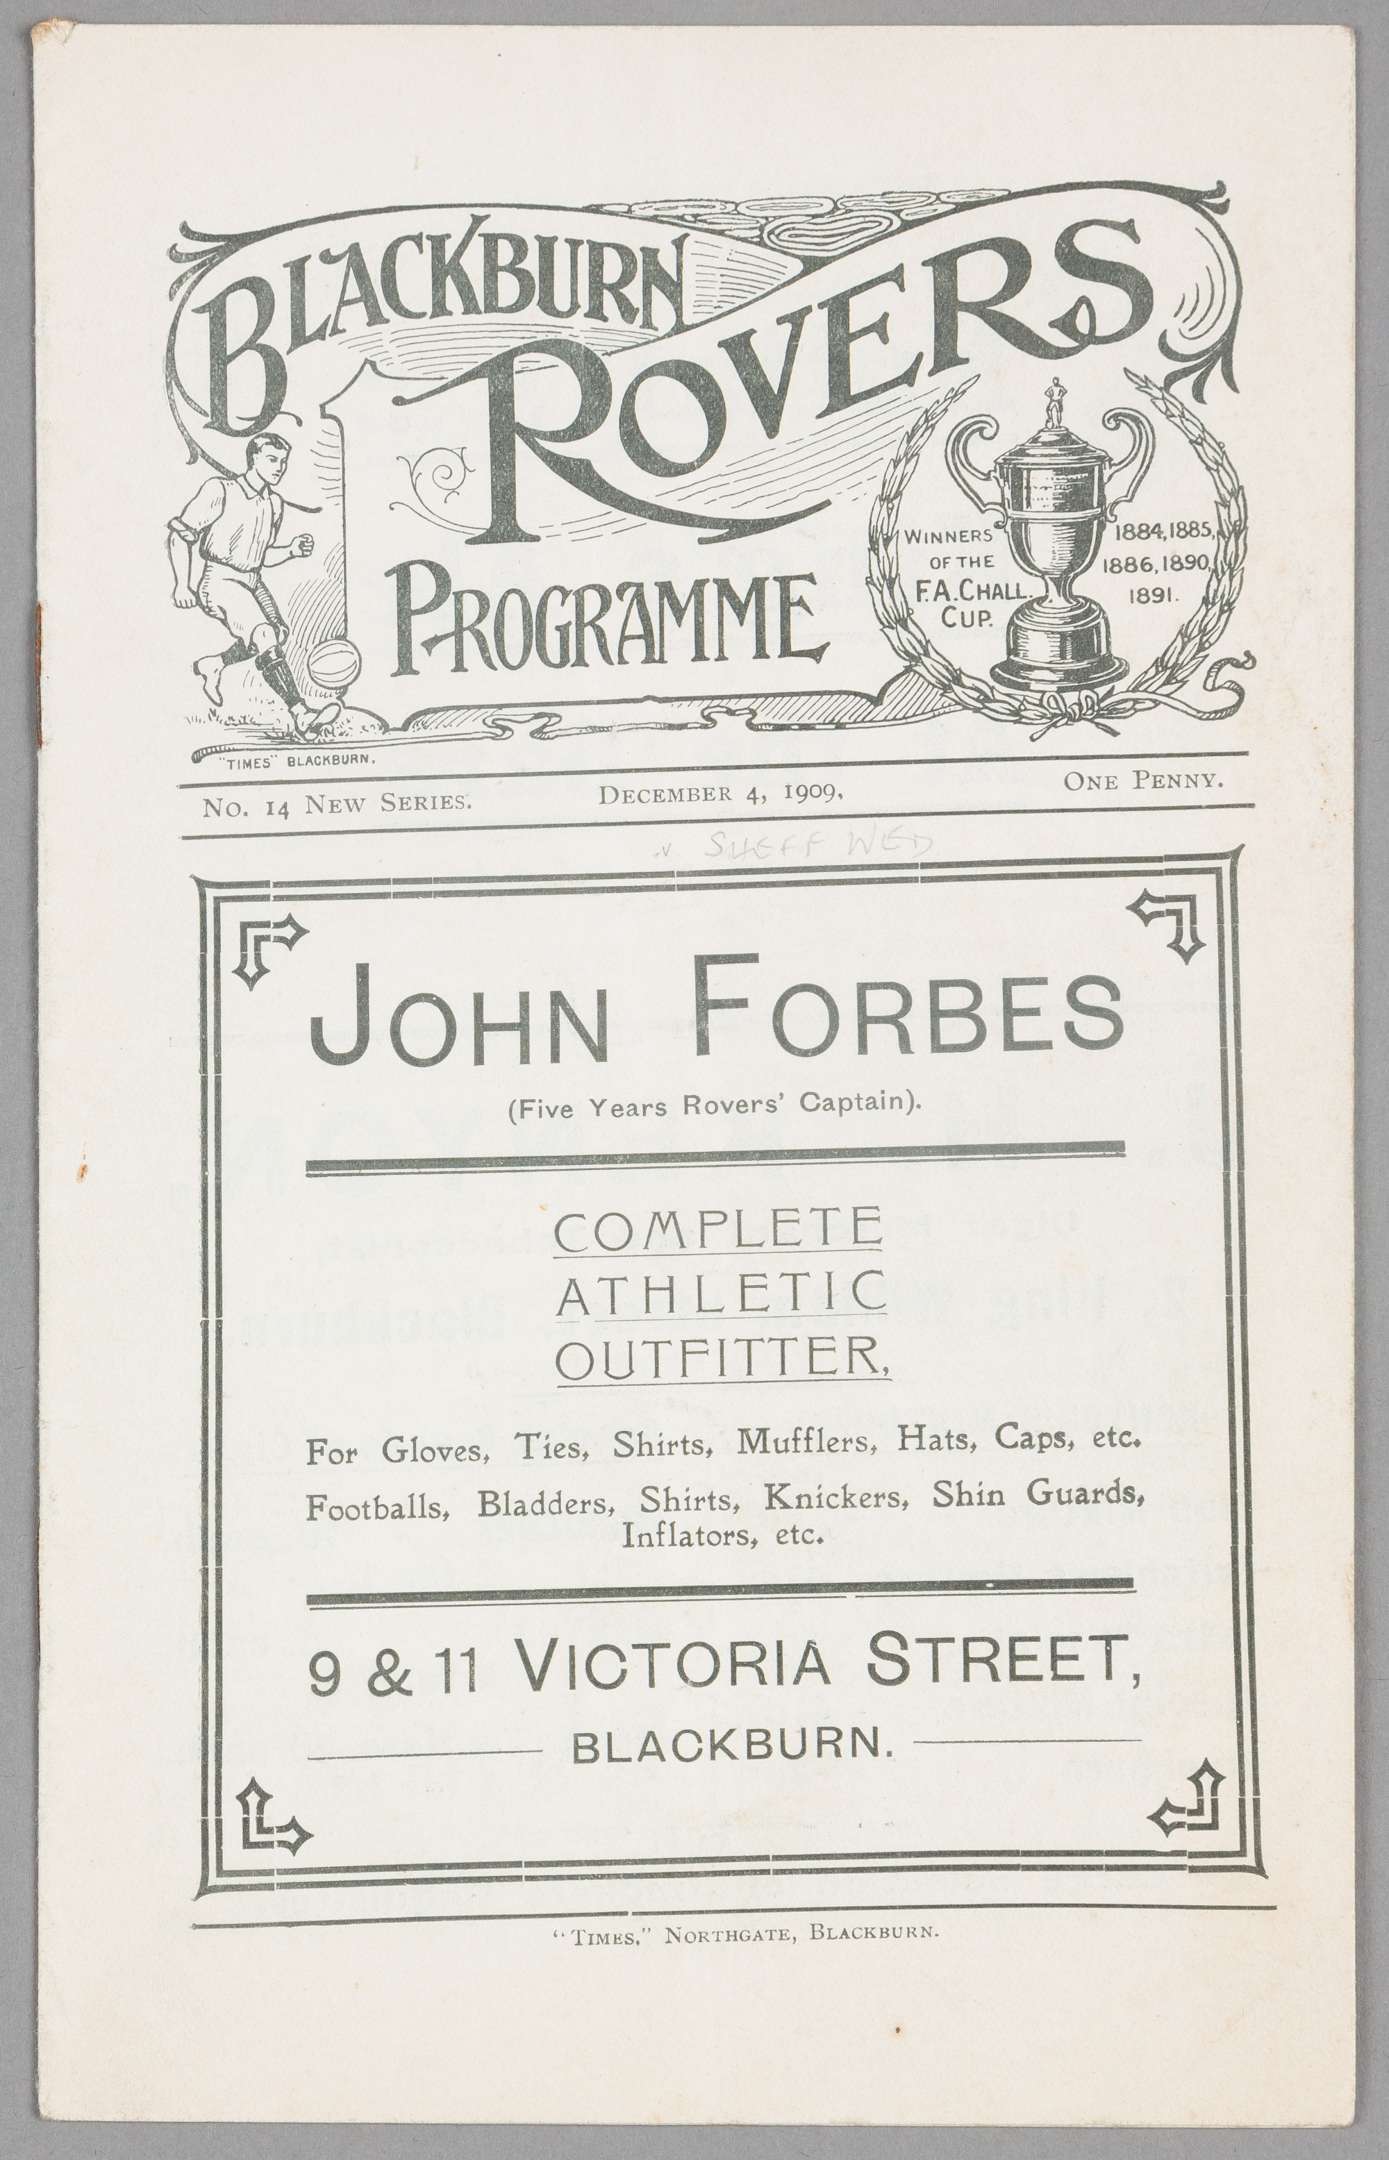 BLACKBURN
ROVERS
PROGRAMME
WINNERS
OF THE
F.A. CHALL.
CUP.
1884, 1885,
1886, 1890,
1891.
"TIMES" BLACKBURN.
No. 14 NEW SERIES. DECEMBER 4, 1909. ONE PENNY.
v SHEFF WED
JOHN FORBES
(Five Years Rovers' Captain).
COMPLETE
ATHLETIC
OUTFITTER,
For Gloves, Ties, Shirts, Mufflers, Hats, Caps, etc.
Footballs, Bladders, Shirts, Knickers, Shin Guards,
Inflators, etc.
9 & 11 VICTORIA STREET,
BLACKBURN.
"TIMES," NORTHGATE, BLACKBURN.